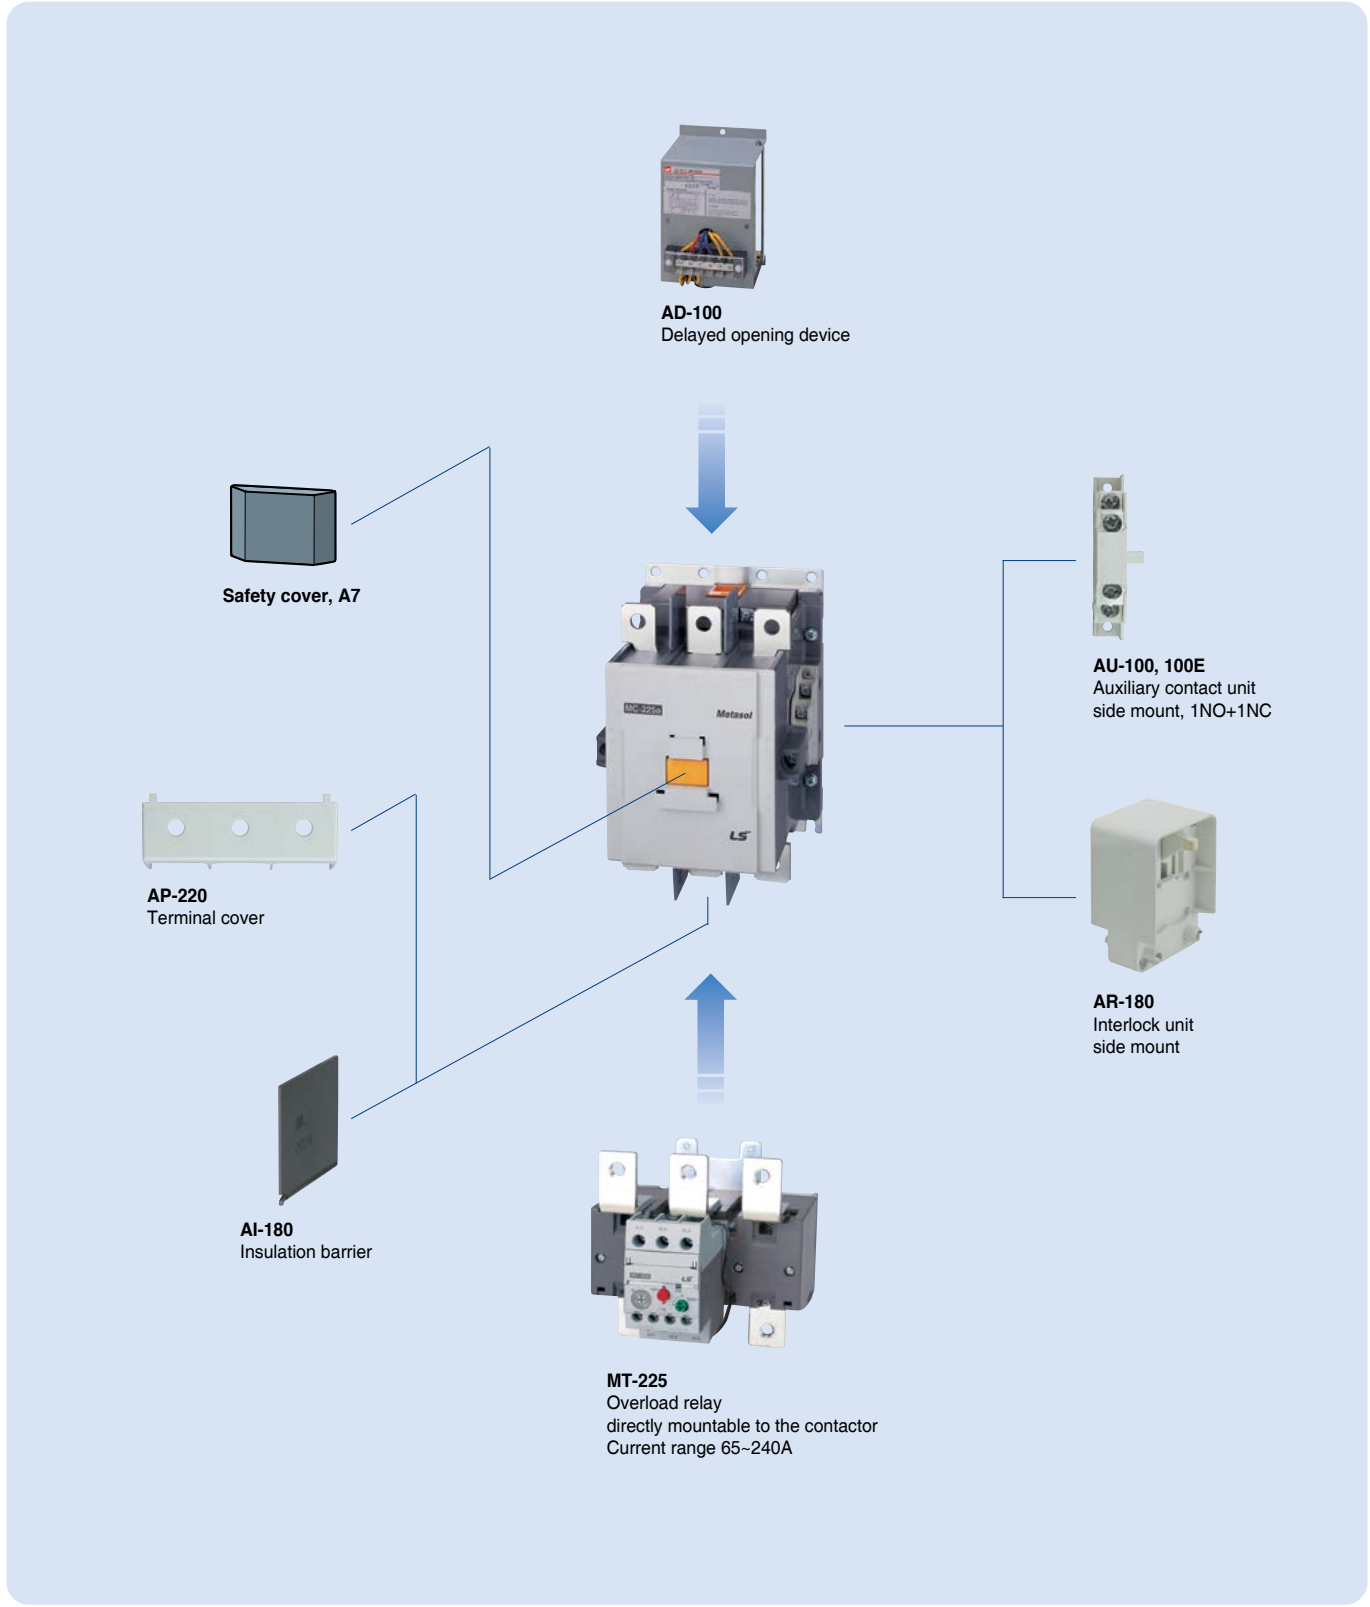 AD-100
Delayed opening device
Safety cover, A7
AU-100, 100E
Auxiliary contact unit
side mount, 1NO+1NC
MC-225a
Metasol
LS
AP-220
Terminal cover
AR-180
Interlock unit
side mount
AI-180
Insulation barrier
LS
MT-225
Overload relay
directly mountable to the contactor
Current range 65~240A